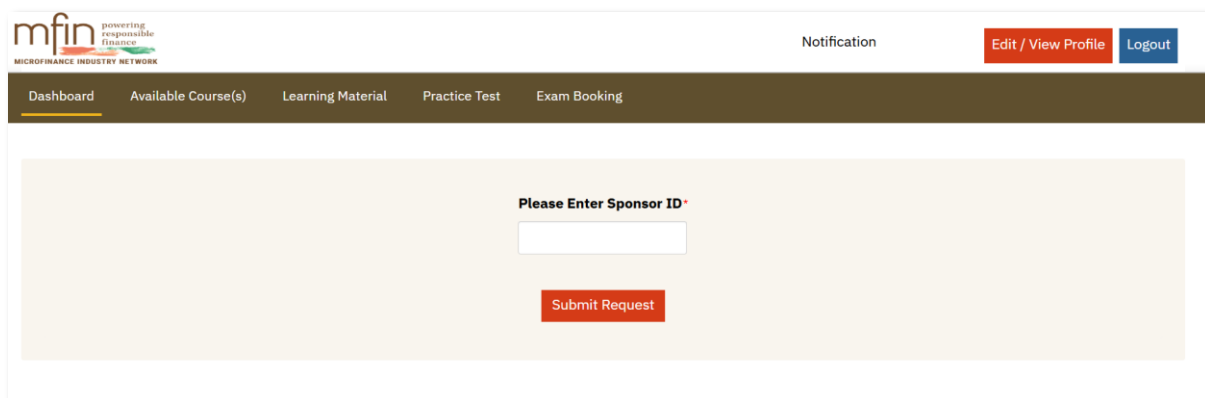 mfin powering
responsible
finance
MICROFINANCE INDUSTRY NETWORK
Notification
Edit / View Profile
Logout
Dashboard
Available Course(s)
Learning Material
Practice Test
Exam Booking
Please Enter Sponsor ID*
Submit Request